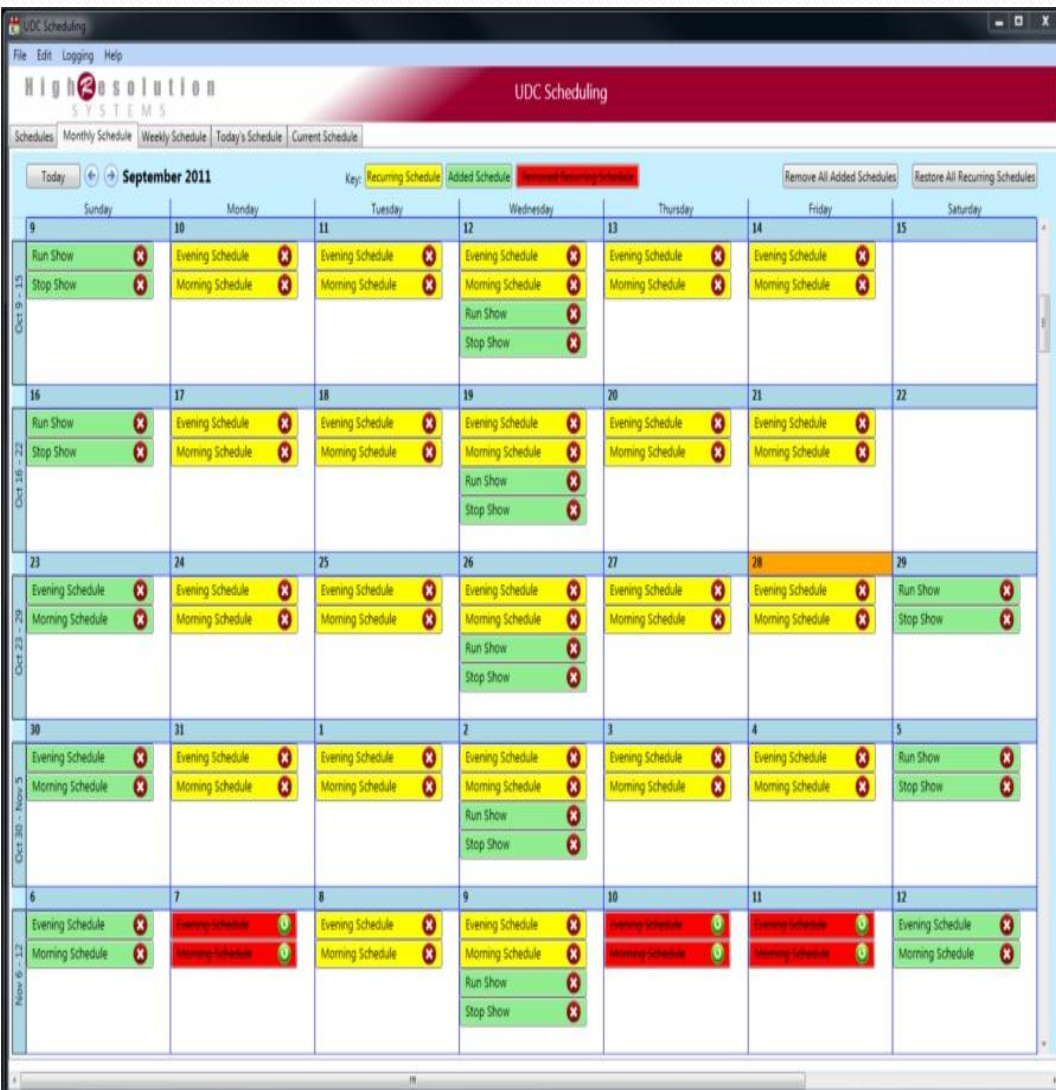 UDC Scheduling
File Edit Logging Help
High Resolution
SYSTEMS
UDC Scheduling
Schedules Monthly Schedule Weekly Schedule Today's Schedule Current Schedule
Today September 2011 Key: Recurring Schedule Added Schedule Removed Recurring Schedule Remove All Added Schedules Restore All Recurring Schedules
Sunday Monday Tuesday Wednesday Thursday Friday Saturday
Oct 9 - 15
9 10 11 12 13 14 15
Run Show Evening Schedule Evening Schedule Evening Schedule Evening Schedule Evening Schedule
Stop Show Morning Schedule Morning Schedule Morning Schedule Morning Schedule Morning Schedule
Run Show
Stop Show
Oct 16 - 22
16 17 18 19 20 21 22
Run Show Evening Schedule Evening Schedule Evening Schedule Evening Schedule Evening Schedule
Stop Show Morning Schedule Morning Schedule Morning Schedule Morning Schedule Morning Schedule
Run Show
Stop Show
Oct 23 - 29
23 24 25 26 27 28 29
Evening Schedule Evening Schedule Evening Schedule Evening Schedule Evening Schedule Evening Schedule Run Show
Morning Schedule Morning Schedule Morning Schedule Morning Schedule Morning Schedule Morning Schedule Stop Show
Run Show
Stop Show
Oct 30 - Nov 5
30 31 1 2 3 4 5
Evening Schedule Evening Schedule Evening Schedule Evening Schedule Evening Schedule Evening Schedule Run Show
Morning Schedule Morning Schedule Morning Schedule Morning Schedule Morning Schedule Morning Schedule Stop Show
Run Show
Stop Show
Nov 6 - 12
6 7 8 9 10 11 12
Evening Schedule Evening Schedule Evening Schedule Evening Schedule Evening Schedule Evening Schedule Evening Schedule
Morning Schedule Morning Schedule Morning Schedule Morning Schedule Morning Schedule Morning Schedule Morning Schedule
Run Show
Stop Show